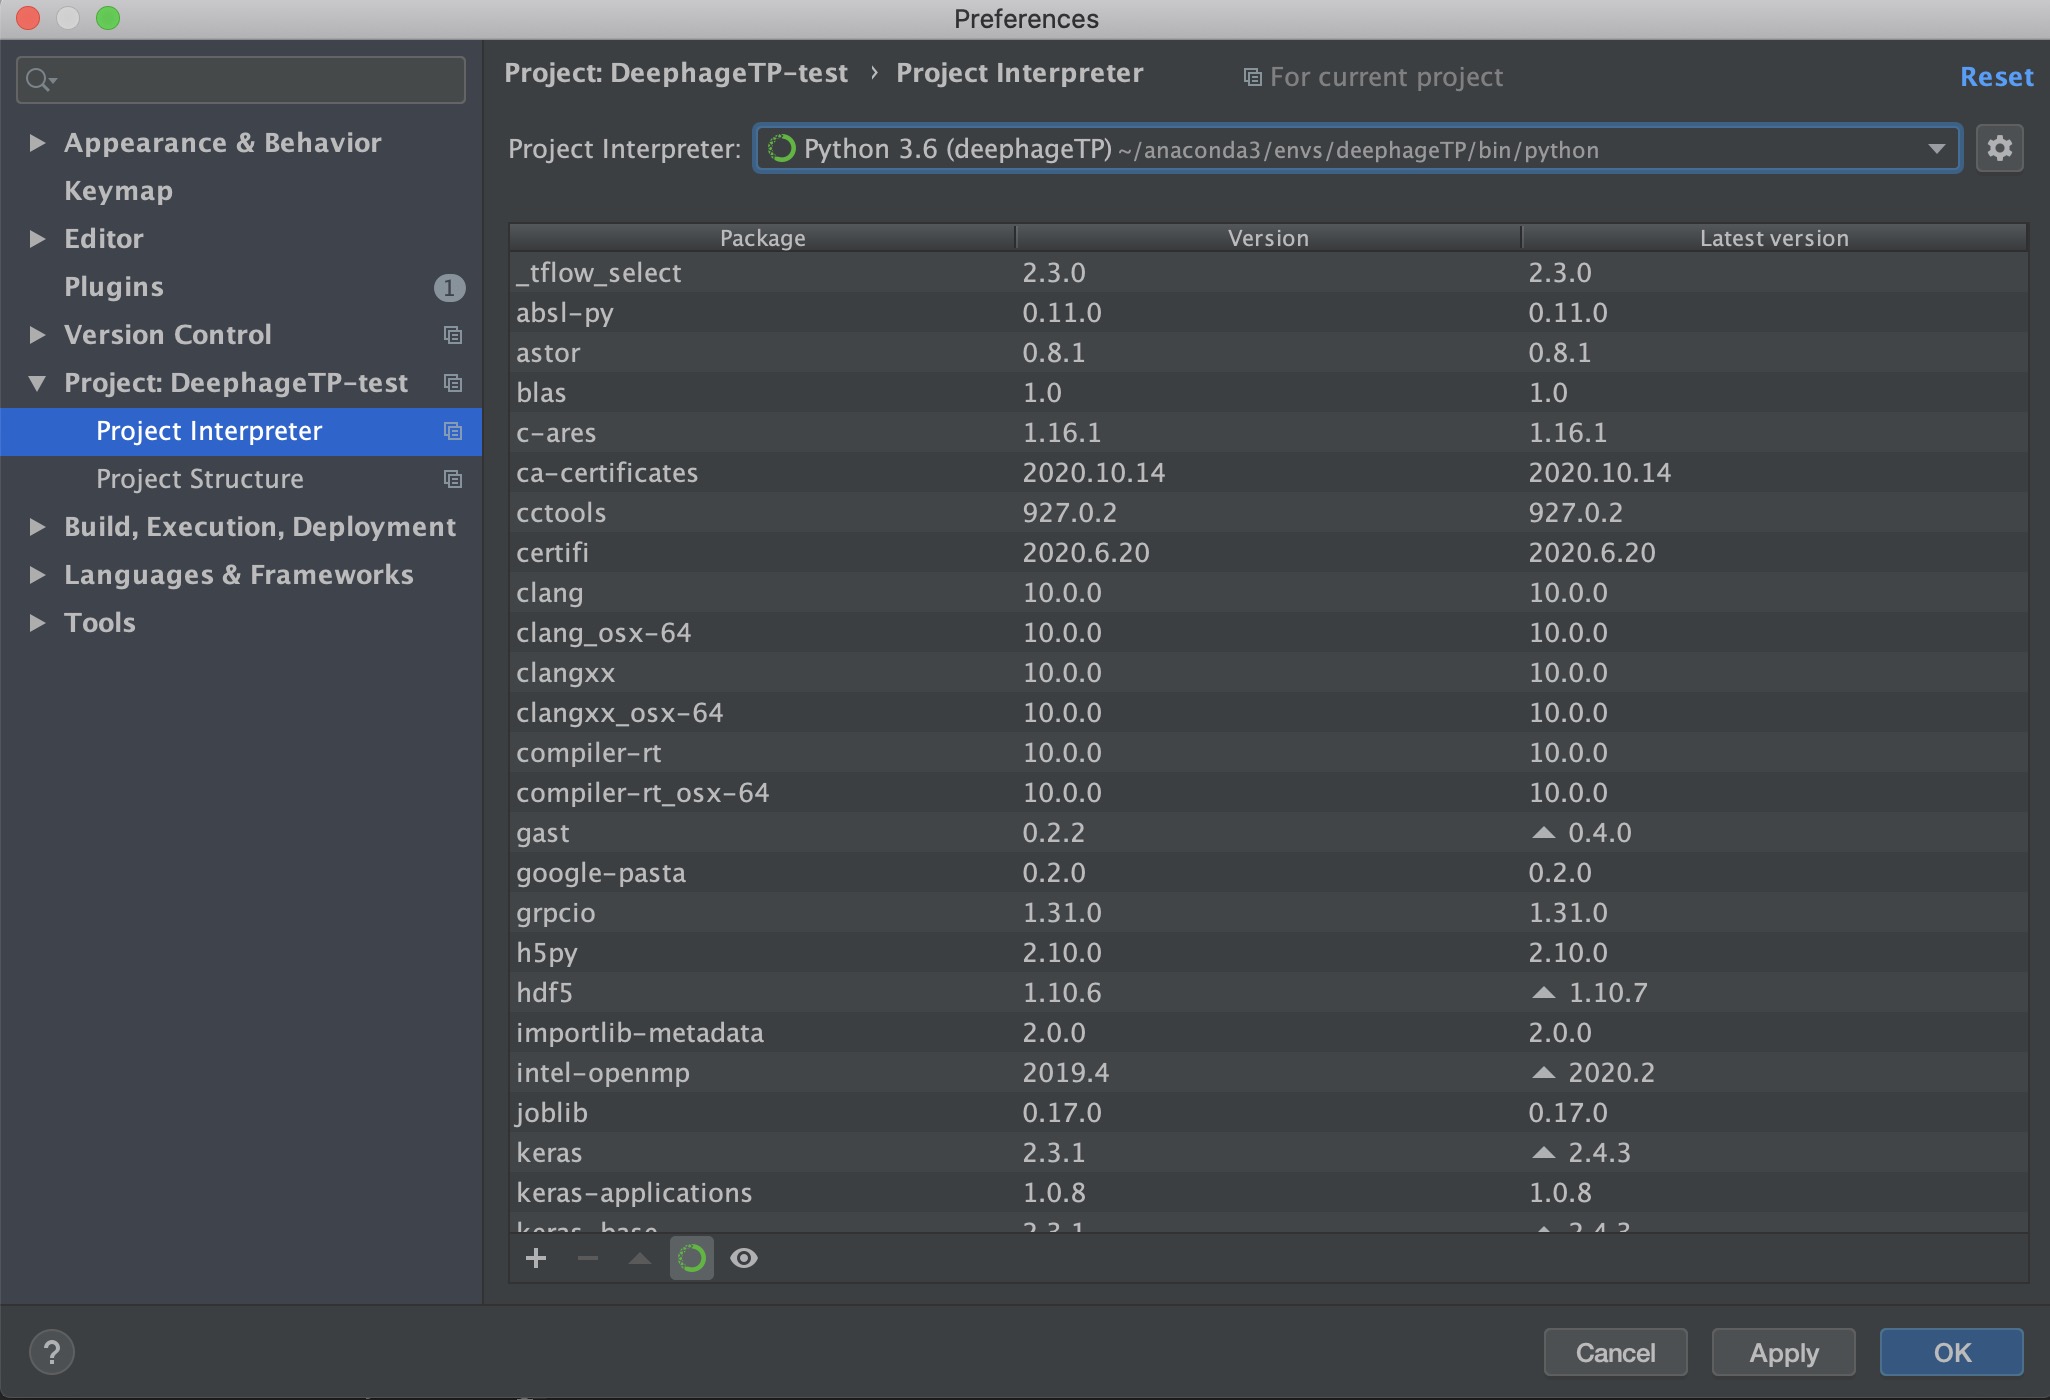 Preferences
Project: DeephageTP-test › Project Interpreter For current project Reset
Project Interpreter: Python 3.6 (deephageTP) ~/anaconda3/envs/deephageTP/bin/python
Appearance & Behavior
Keymap
Editor
Plugins 1
Version Control
Project: DeephageTP-test
Project Interpreter
Project Structure
Build, Execution, Deployment
Languages & Frameworks
Tools
Package Version Latest version
_tflow_select 2.3.0 2.3.0
absl-py 0.11.0 0.11.0
astor 0.8.1 0.8.1
blas 1.0 1.0
c-ares 1.16.1 1.16.1
ca-certificates 2020.10.14 2020.10.14
cctools 927.0.2 927.0.2
certifi 2020.6.20 2020.6.20
clang 10.0.0 10.0.0
clang_osx-64 10.0.0 10.0.0
clangxx 10.0.0 10.0.0
clangxx_osx-64 10.0.0 10.0.0
compiler-rt 10.0.0 10.0.0
compiler-rt_osx-64 10.0.0 10.0.0
gast 0.2.2 0.4.0
google-pasta 0.2.0 0.2.0
grpcio 1.31.0 1.31.0
h5py 2.10.0 2.10.0
hdf5 1.10.6 1.10.7
importlib-metadata 2.0.0 2.0.0
intel-openmp 2019.4 2020.2
joblib 0.17.0 0.17.0
keras 2.3.1 2.4.3
keras-applications 1.0.8 1.0.8
2.3.1 2.4.3
?
Cancel Apply OK